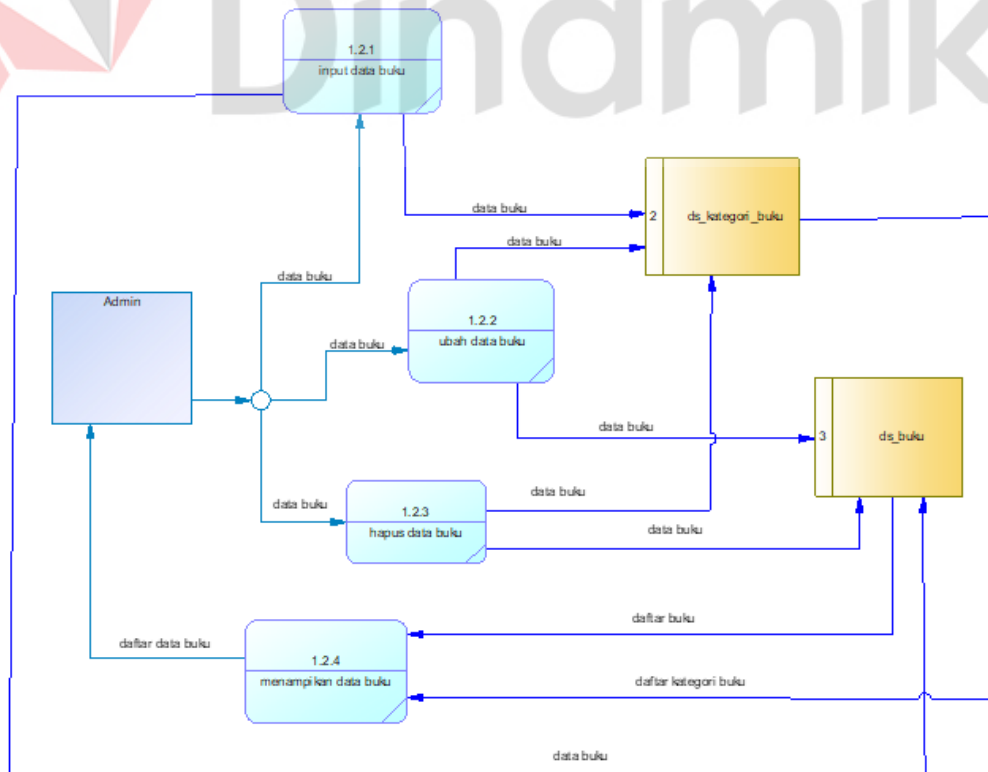 Dinamik
1.2.1
input data buku
data buku
2
ds_kategori_buku
data buku
data buku
Admin
1.2.2
ubah data buku
data buku
data buku
3
ds_buku
data buku
1.2.3
hapus data buku
data buku
data buku
daftar buku
daftar data buku
1.2.4
menampikan data buku
daftar kategori buku
data buku